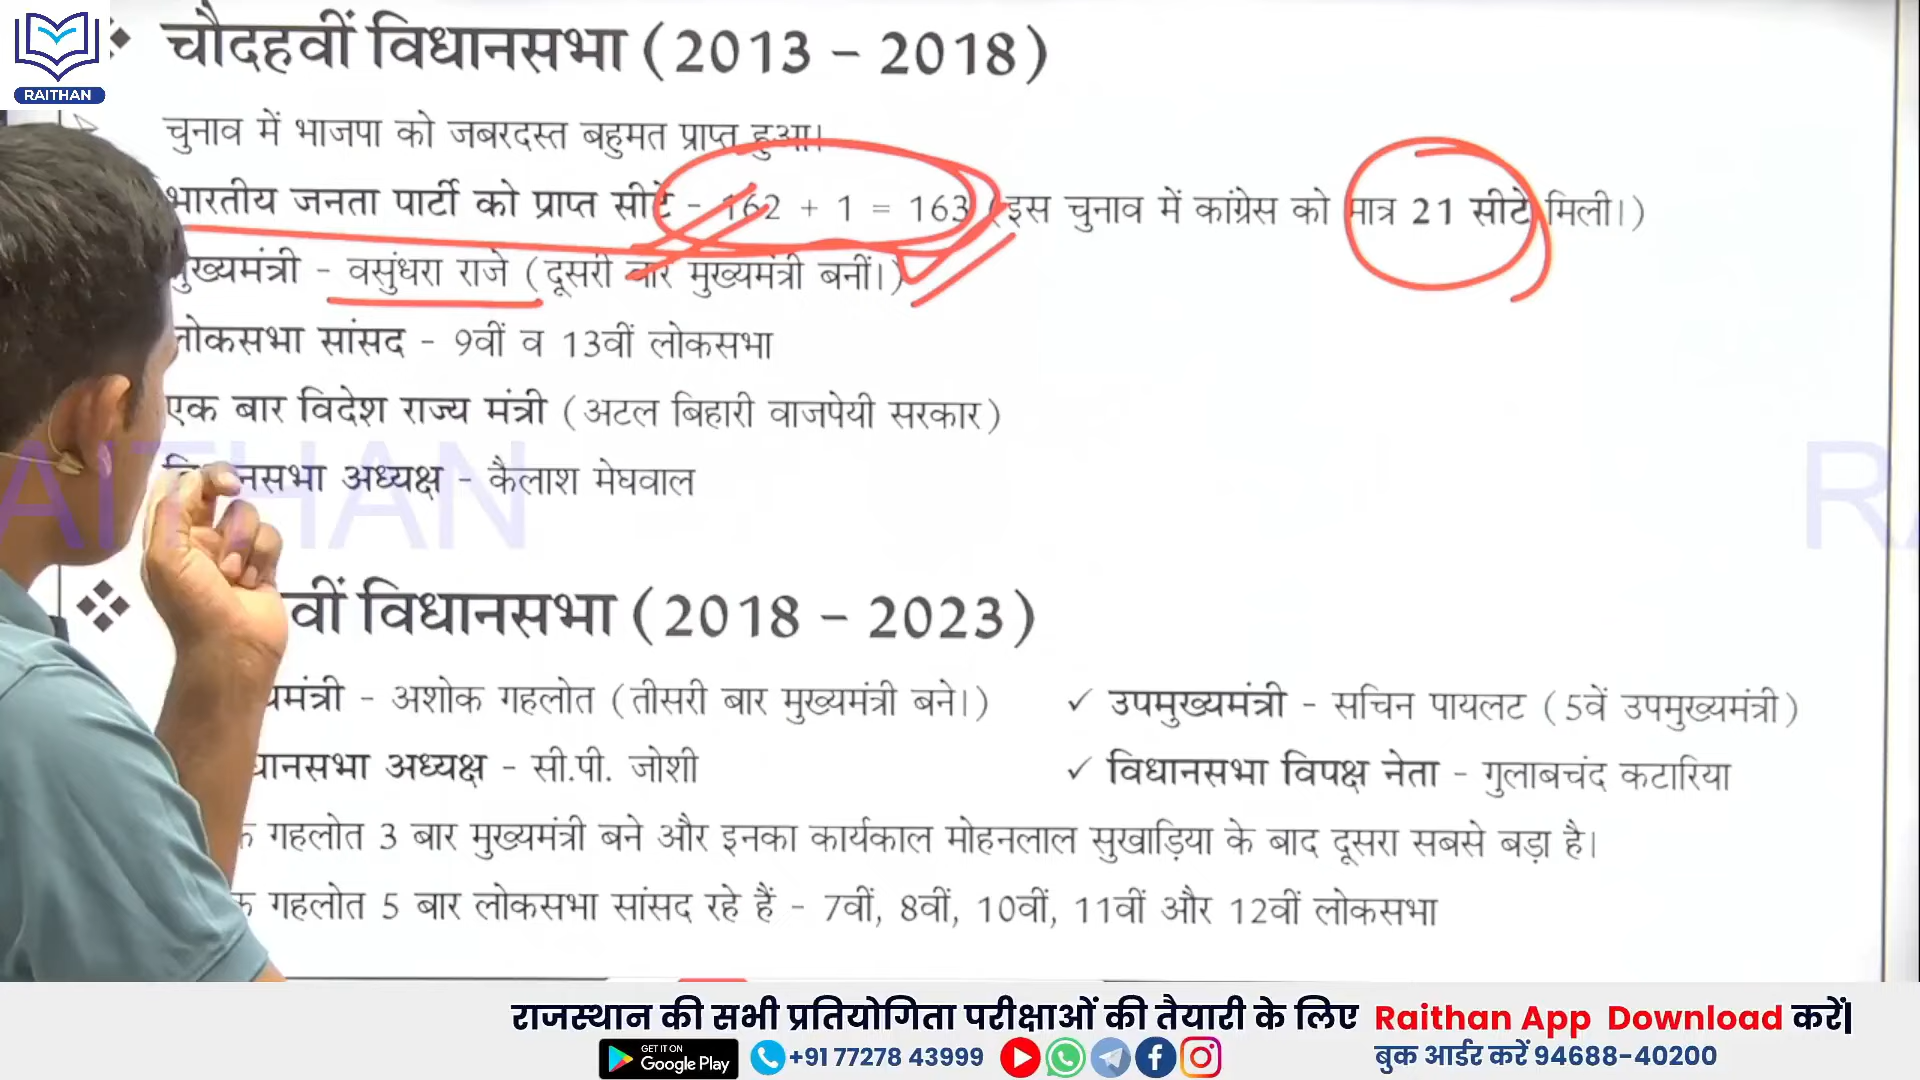 RAITHAN
चौदहवीं विधानसभा (2013 – 2018)
चुनाव में भाजपा को जबरदस्त बहुमत प्राप्त हुआ।
भारतीय जनता पार्टी को प्राप्त सीटे - 162 + 1 = 163 (इस चुनाव में कांग्रेस को मात्र 21 सीटे मिली।)
मुख्यमंत्री - वसुंधरा राजे (दूसरी बार मुख्यमंत्री बनीं।)
लोकसभा सांसद - 9वीं व 13वीं लोकसभा
एक बार विदेश राज्य मंत्री (अटल बिहारी वाजपेयी सरकार)
अध्यक्ष - कैलाश मेघवाल
विधानसभा (2018 – 2023)
- अशोक गहलोत (तीसरी बार मुख्यमंत्री बने।)
✓ उपमुख्यमंत्री - सचिन पायलट (5वें उपमुख्यमंत्री)
अध्यक्ष - सी.पी. जोशी
✓ विधानसभा विपक्ष नेता - गुलाबचंद कटारिया
गहलोत 3 बार मुख्यमंत्री बने और इनका कार्यकाल मोहनलाल सुखाड़िया के बाद दूसरा सबसे बड़ा है।
गहलोत 5 बार लोकसभा सांसद रहे हैं - 7वीं, 8वीं, 10वीं, 11वीं और 12वीं लोकसभा
राजस्थान की सभी प्रतियोगिता परीक्षाओं की तैयारी के लिए Raithan App Download करें|
GET IT ON Google Play +91 77278 43999 बुक आर्डर करें 94688-40200